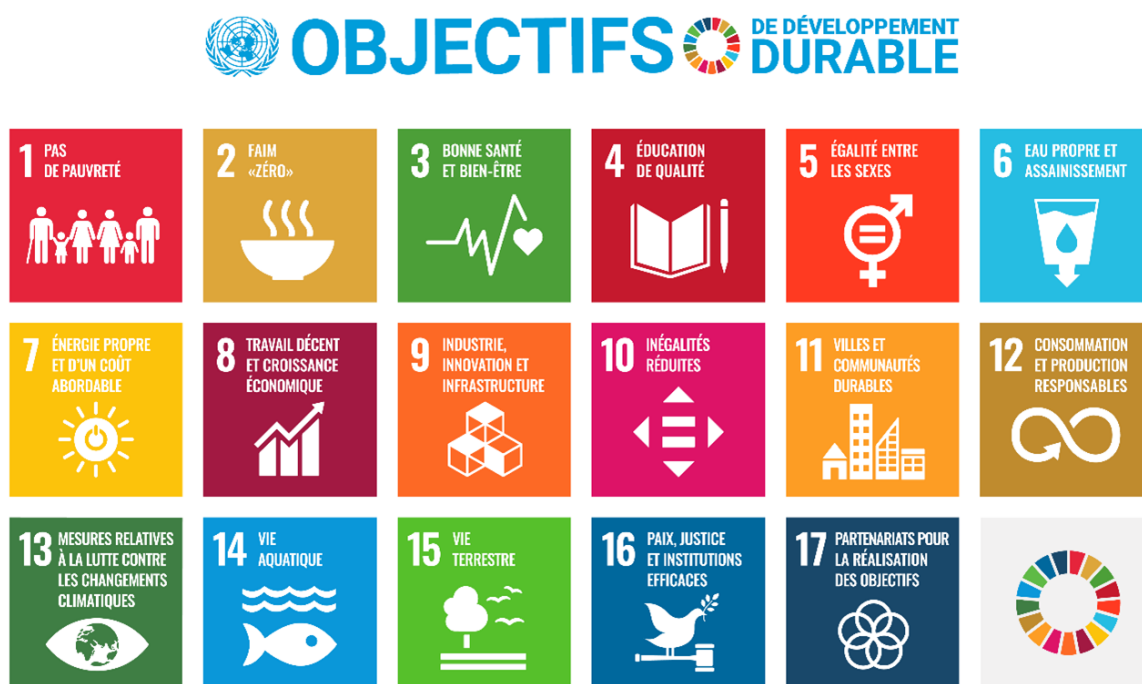 OBJECTIFS
DE DÉVELOPPEMENT
DURABLE
1 PAS
DE PAUVRETÉ
2 FAIM
«ZÉRO»
3 BONNE SANTÉ
ET BIEN-ÊTRE
4 ÉDUCATION
DE QUALITÉ
5 ÉGALITÉ ENTRE
LES SEXES
6 EAU PROPRE ET
ASSAINISSEMENT
7 ÉNERGIE PROPRE
ET D'UN COÛT
ABORDABLE
8 TRAVAIL DÉCENT
ET CROISSANCE
ÉCONOMIQUE
9 INDUSTRIE,
INNOVATION ET
INFRASTRUCTURE
10 INÉGALITÉS
RÉDUITES
11 VILLES ET
COMMUNAUTÉS
DURABLES
12 CONSOMMATION
ET PRODUCTION
RESPONSABLES
13 MESURES RELATIVES
À LA LUTTE CONTRE
LES CHANGEMENTS
CLIMATIQUES
14 VIE
AQUATIQUE
15 VIE
TERRESTRE
16 PAIX, JUSTICE
ET INSTITUTIONS
EFFICACES
17 PARTENARIATS POUR
LA RÉALISATION
DES OBJECTIFS